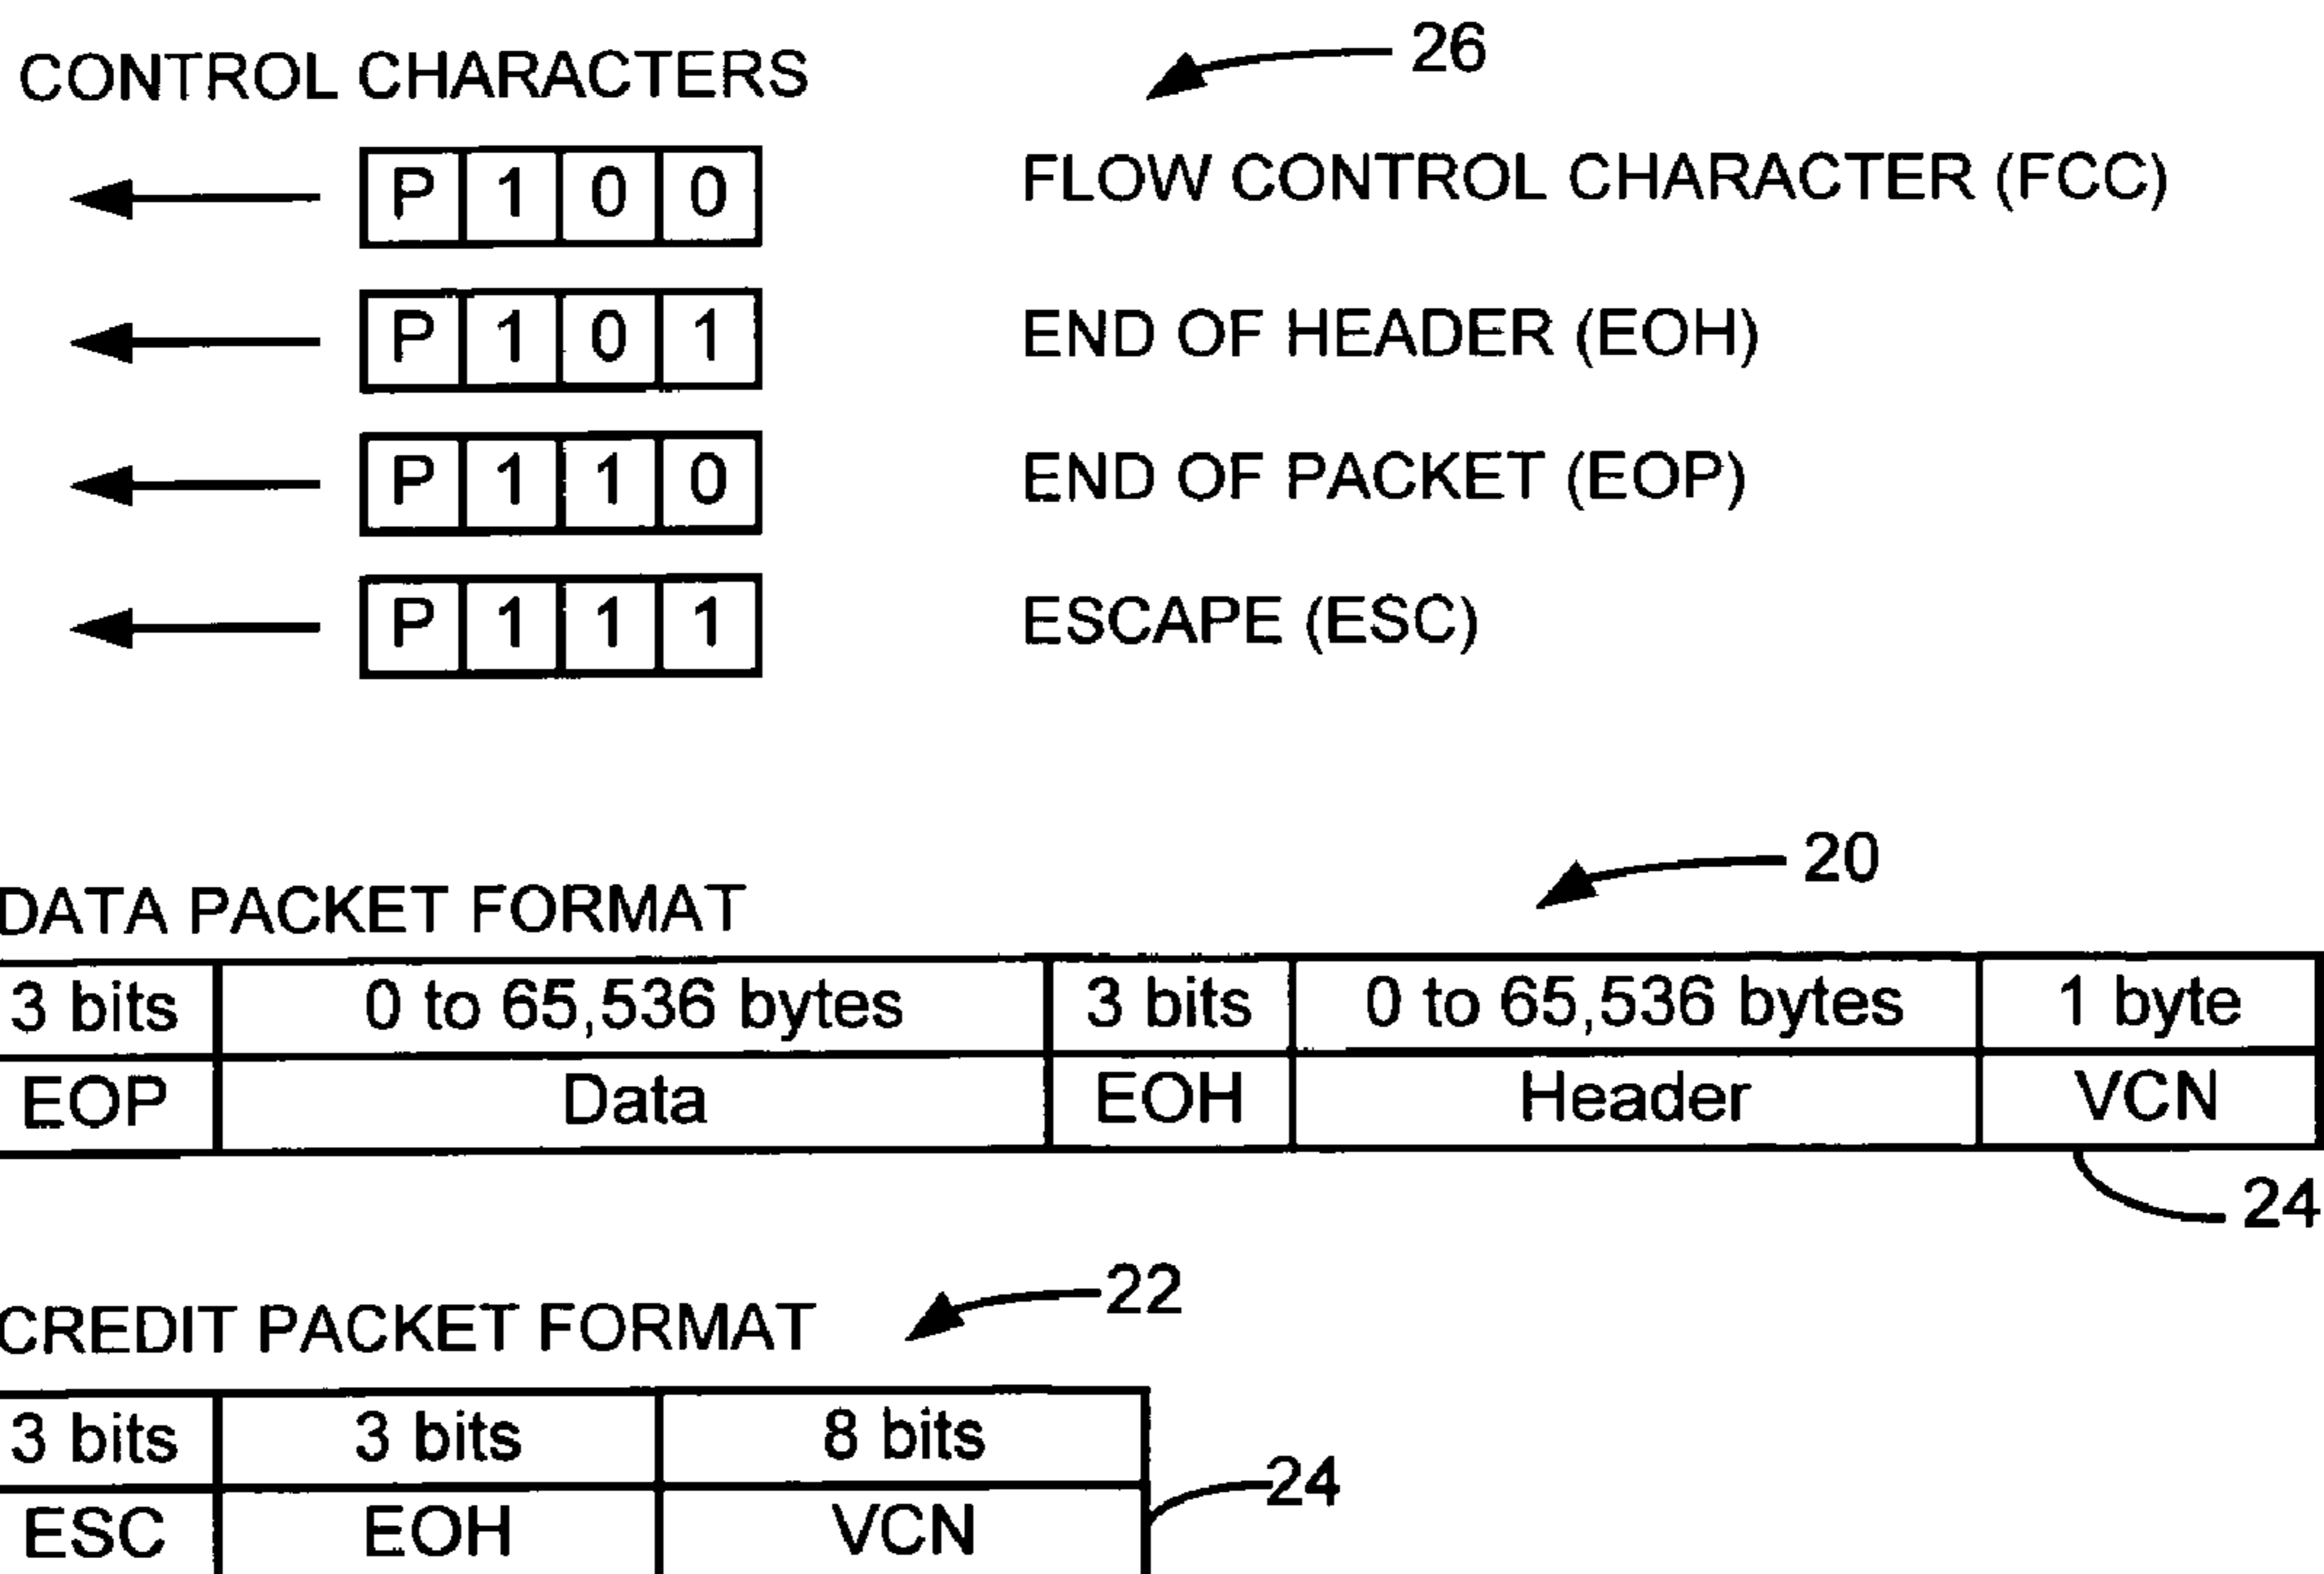 CONTROL CHARACTERS 26
P 1 0 0 FLOW CONTROL CHARACTER (FCC)
P 1 0 1 END OF HEADER (EOH)
P 1 1 0 END OF PACKET (EOP)
P 1 1 1 ESCAPE (ESC)
20
DATA PACKET FORMAT
3 bits 0 to 65,536 bytes 3 bits 0 to 65,536 bytes 1 byte
EOP Data EOH Header VCN
24
22
CREDIT PACKET FORMAT
3 bits 3 bits 8 bits
24
ESC EOH VCN